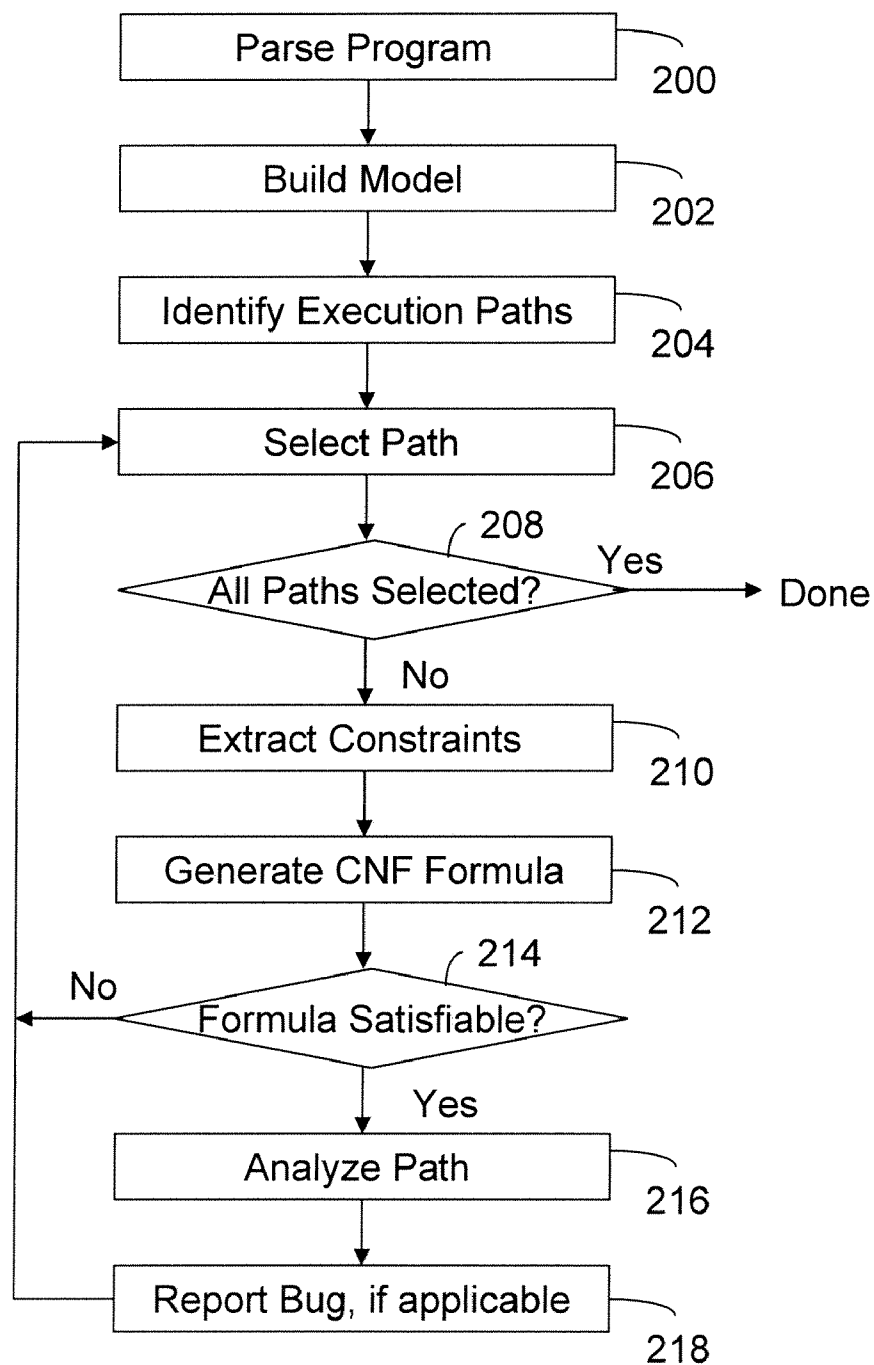 Parse Program
200
Build Model
202
Identify Execution Paths
204
Select Path
206
208
All Paths Selected?
Yes
Done
No
Extract Constraints
210
Generate CNF Formula
212
214
No
Formula Satisfiable?
Yes
Analyze Path
216
Report Bug, if applicable
218